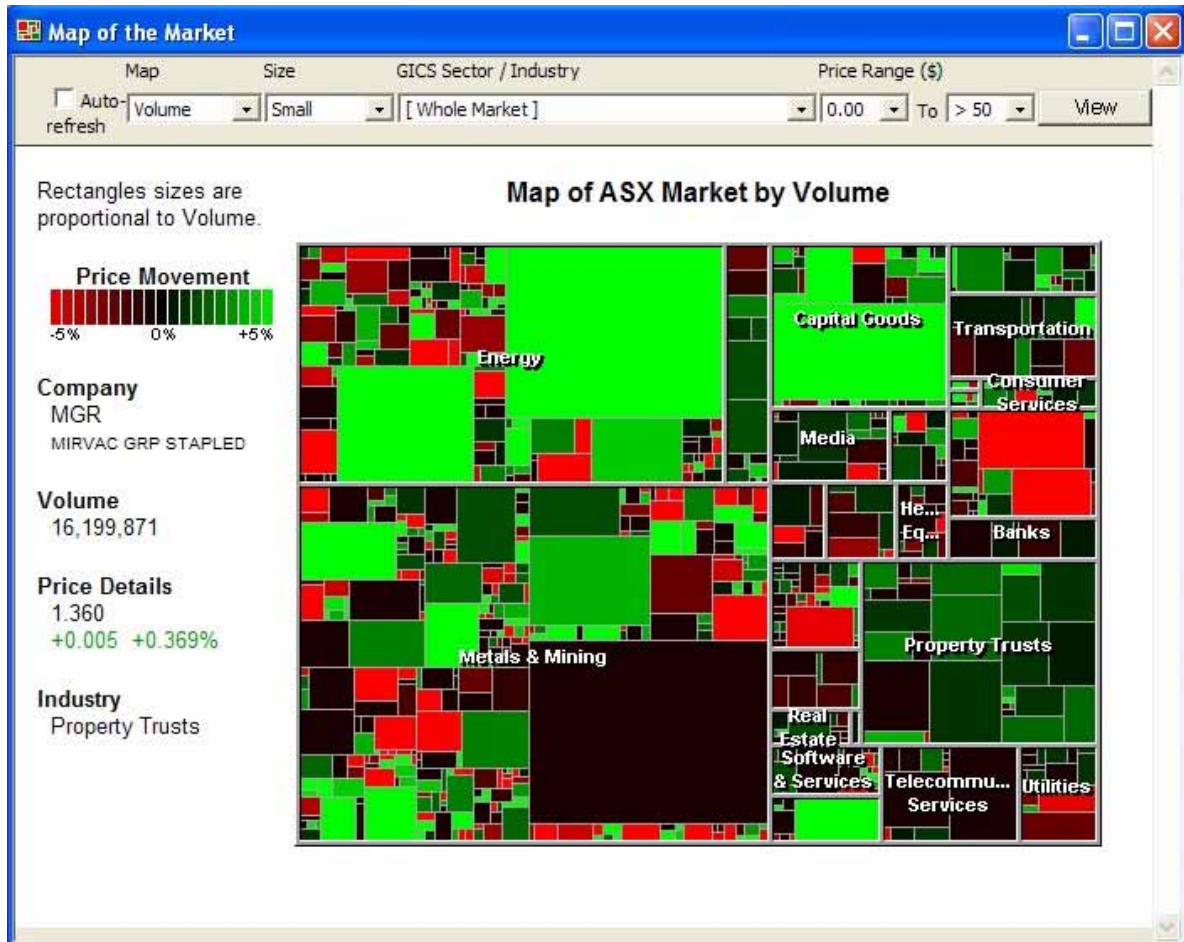 Map of the Market
Map Size GICS Sector / Industry Price Range ($)
Auto-
refresh
Volume Small [ Whole Market ] 0.00 To > 50 View
Rectangles sizes are
proportional to Volume.
Map of ASX Market by Volume
Price Movement
-5% 0% +5%
Company
MGR
MIRVAC GRP STAPLED
Volume
16,199,871
Price Details
1.360
+0.005 +0.369%
Industry
Property Trusts
Energy
Capital Goods
Transportation
Consumer
Services
Media
He...
Eq...
Banks
Metals & Mining
Property Trusts
Real
Estate
Software
& Services
Telecommu...
Services
Utilities